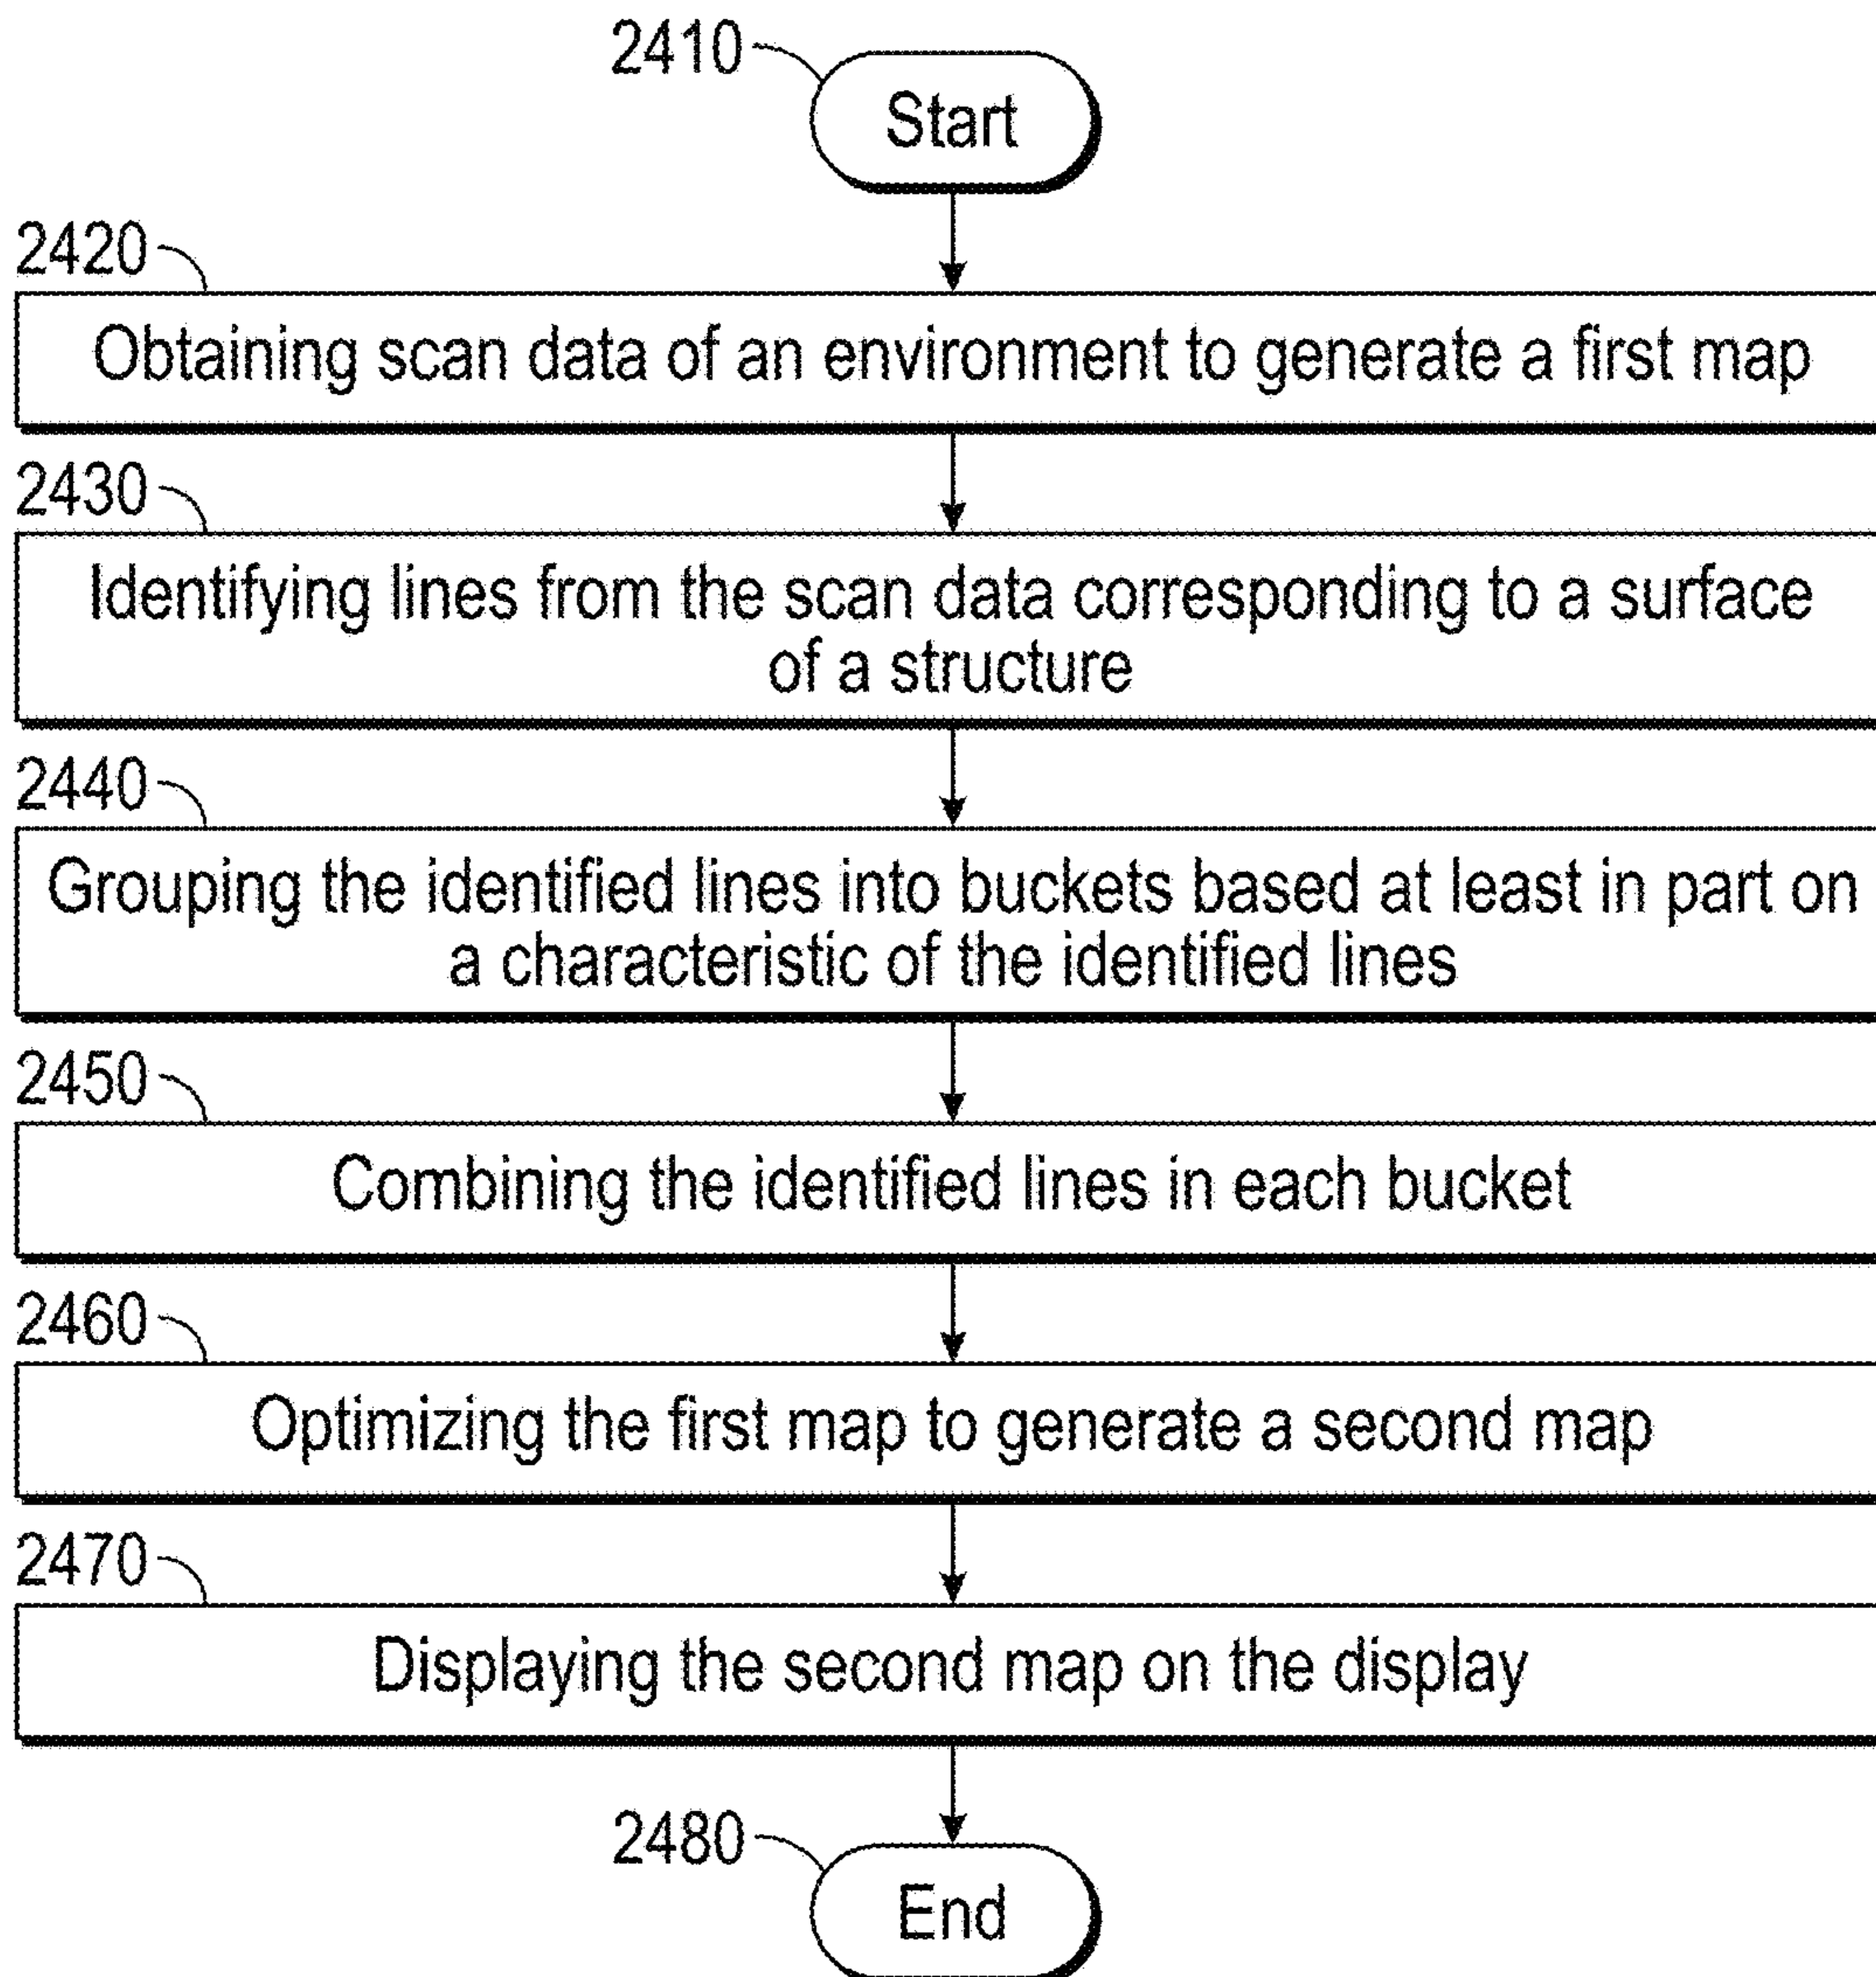 2410
Start
2420
Obtaining scan data of an environment to generate a first map
2430
Identifying lines from the scan data corresponding to a surface
of a structure
2440
Grouping the identified lines into buckets based at least in part on
a characteristic of the identified lines
2450
Combining the identified lines in each bucket
2460
Optimizing the first map to generate a second map
2470
Displaying the second map on the display
2480
End